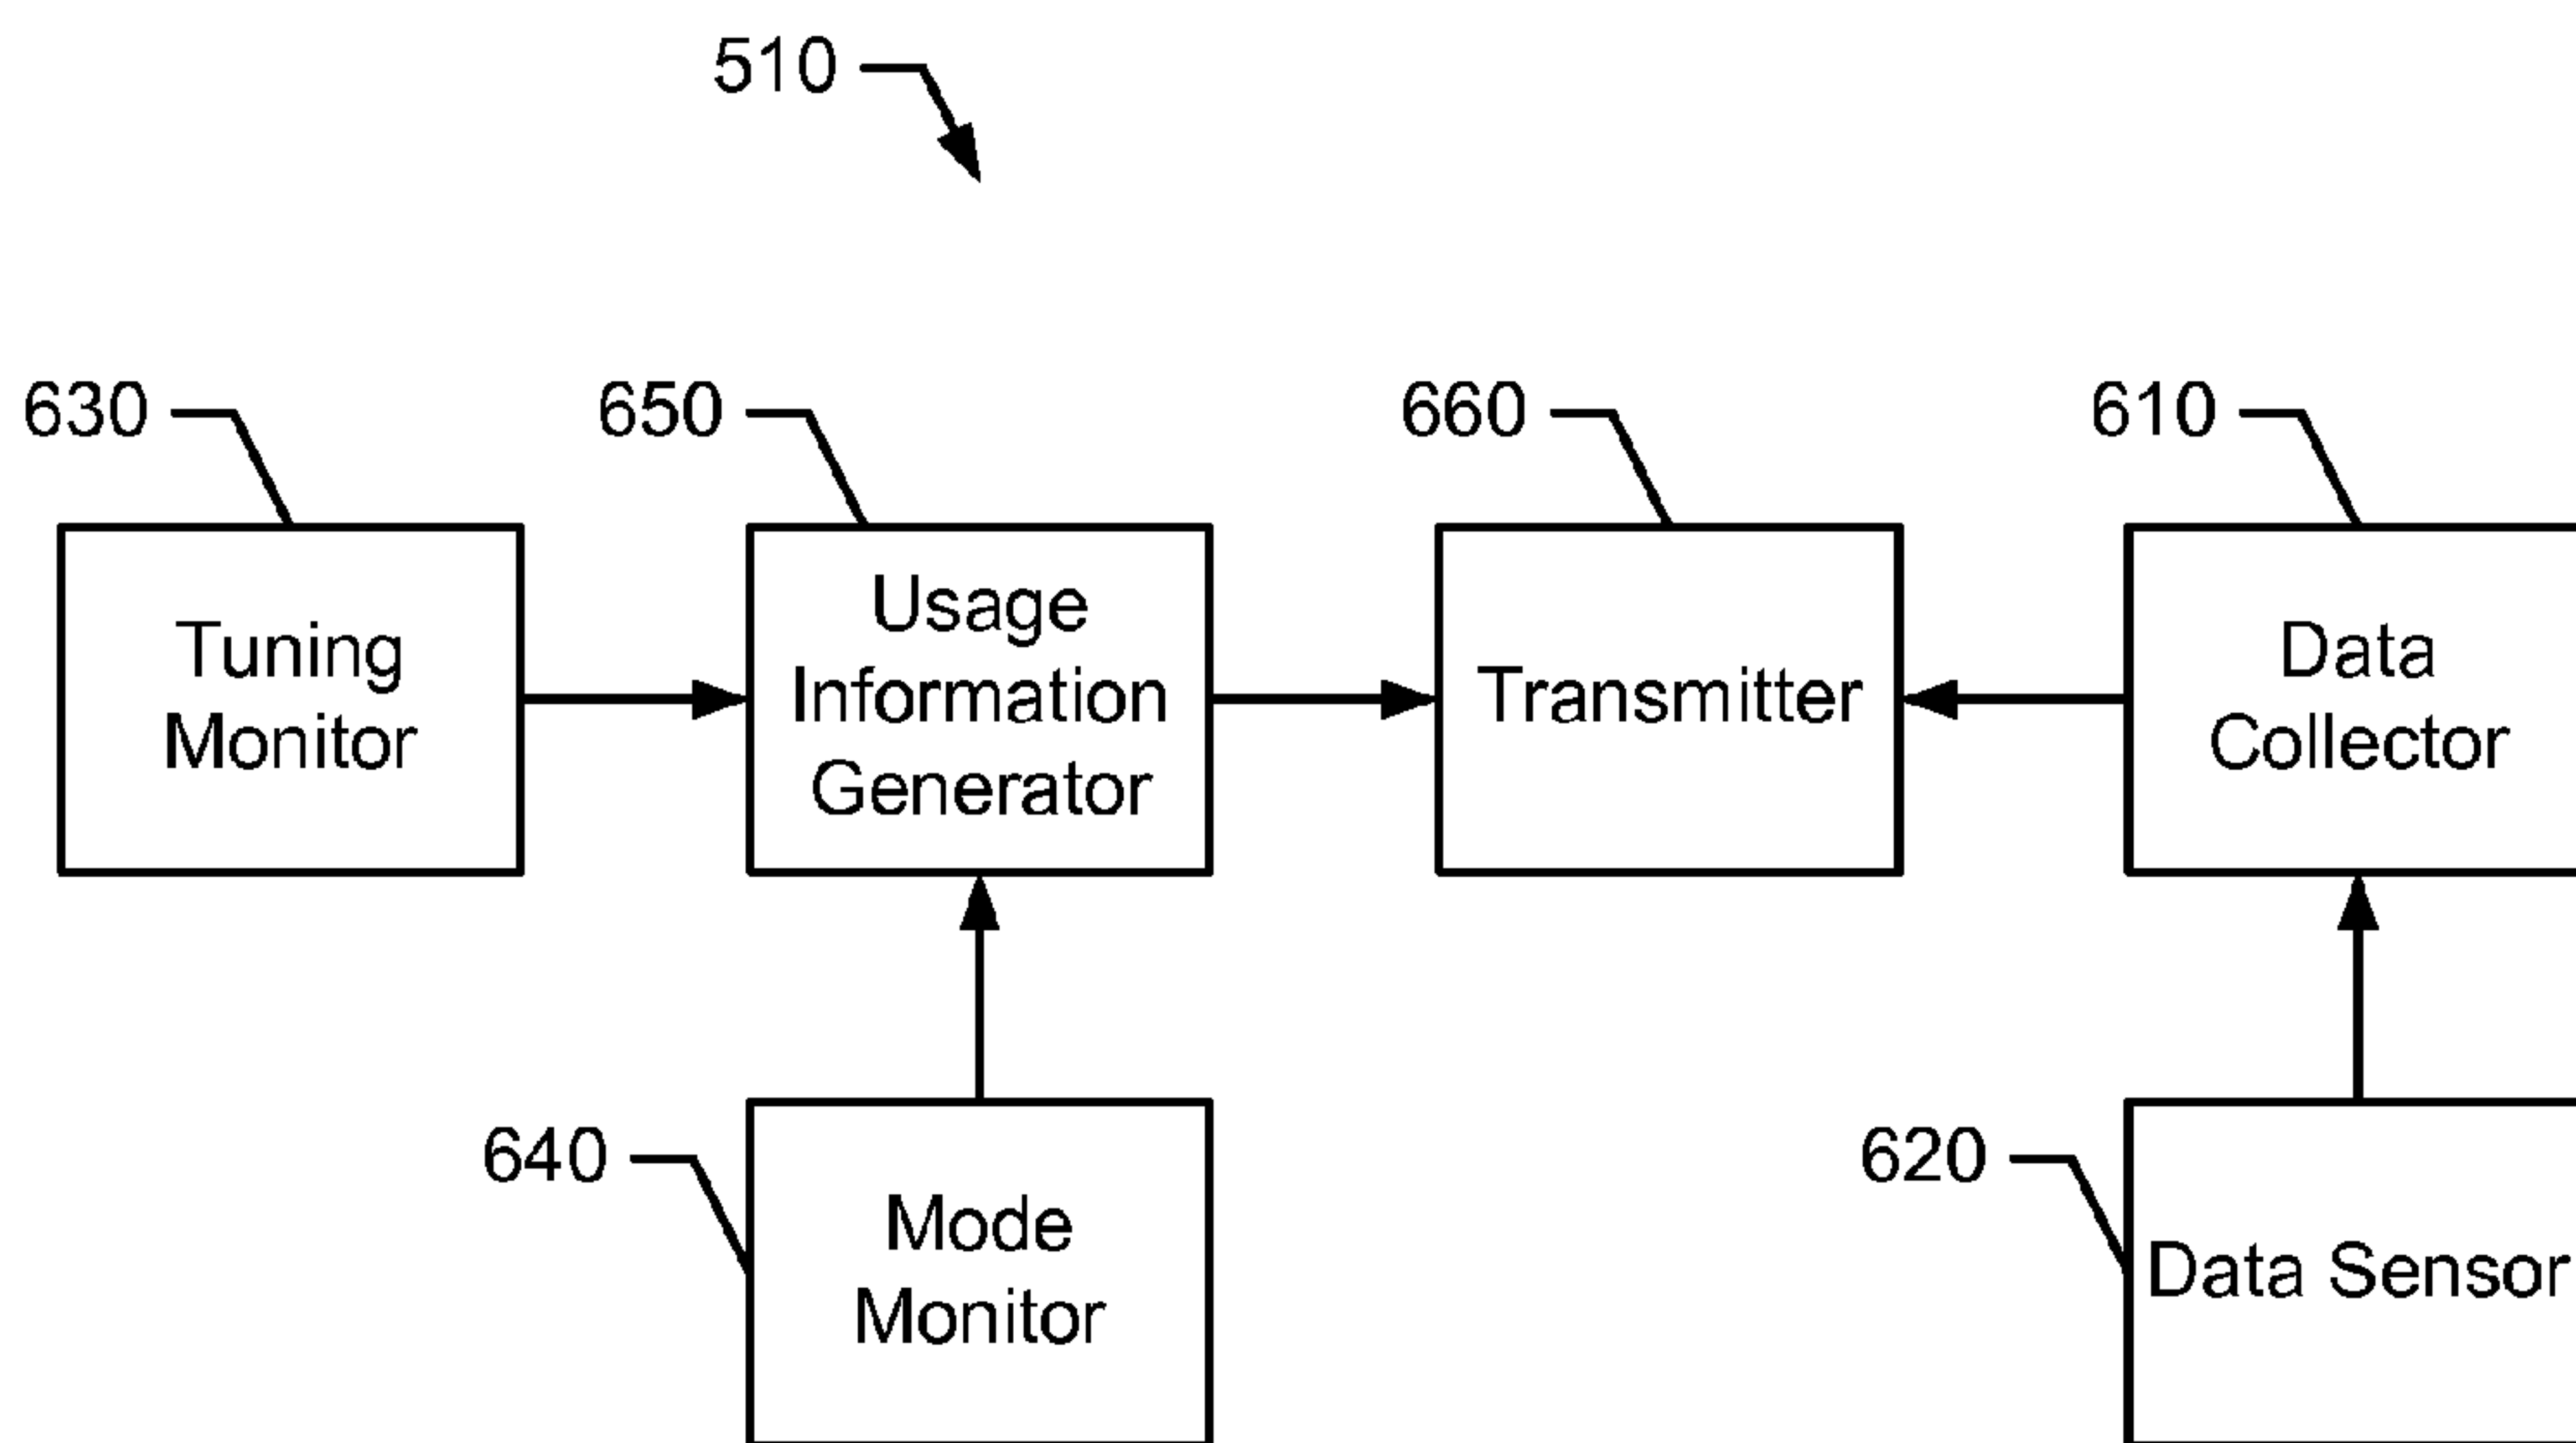 510
630
650
660
610
Tuning
Monitor
Usage
Information
Generator
Transmitter
Data
Collector
640
Mode
Monitor
620
Data Sensor